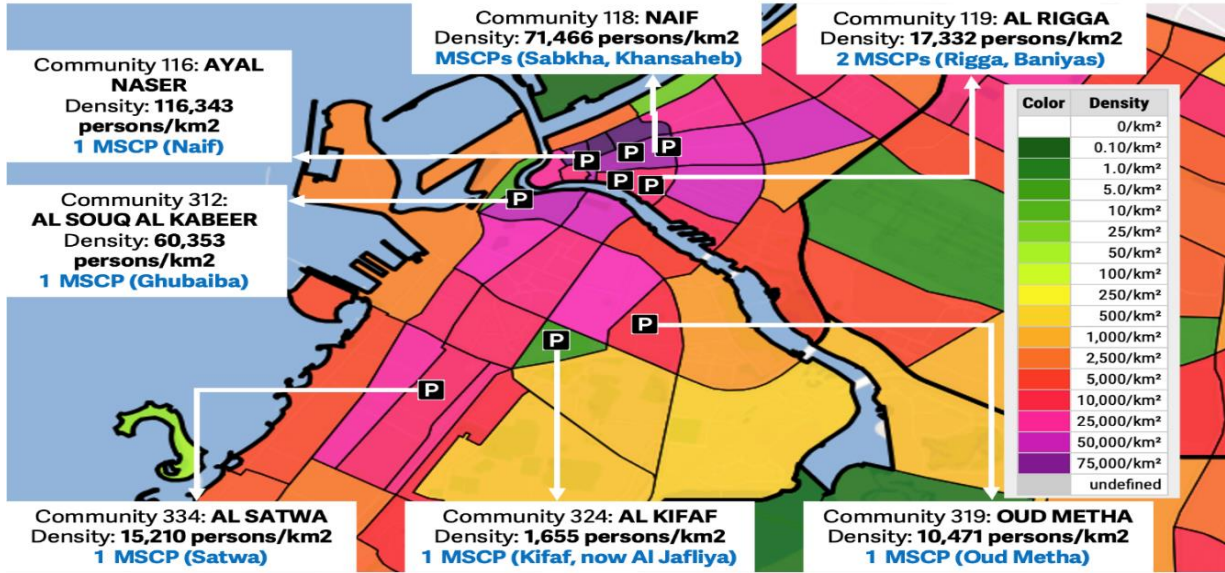 Community 118: NAIF
Density: 71,466 persons/km2
MSCPs (Sabkha, Khansaheb)
Community 119: AL RIGGA
Density: 17,332 persons/km2
2 MSCPs (Rigga, Baniyas)
Community 116: AYAL
NASER
Density: 116,343
persons/km2
1 MSCP (Naif)
Community 312:
AL SOUQ AL KABEER
Density: 60,353
persons/km2
1 MSCP (Ghubaiba)
P
P
P
P
P
P
P
P
P
Color Density
0/km²
0.10/km²
1.0/km²
5.0/km²
10/km²
25/km²
50/km²
100/km²
250/km²
500/km²
1,000/km²
2,500/km²
5,000/km²
10,000/km²
25,000/km²
50,000/km²
75,000/km²
undefined
Community 334: AL SATWA
Density: 15,210 persons/km2
1 MSCP (Satwa)
Community 324: AL KIFAF
Density: 1,655 persons/km2
1 MSCP (Kifaf, now Al Jafliya)
Community 319: OUD METHA
Density: 10,471 persons/km2
1 MSCP (Oud Metha)